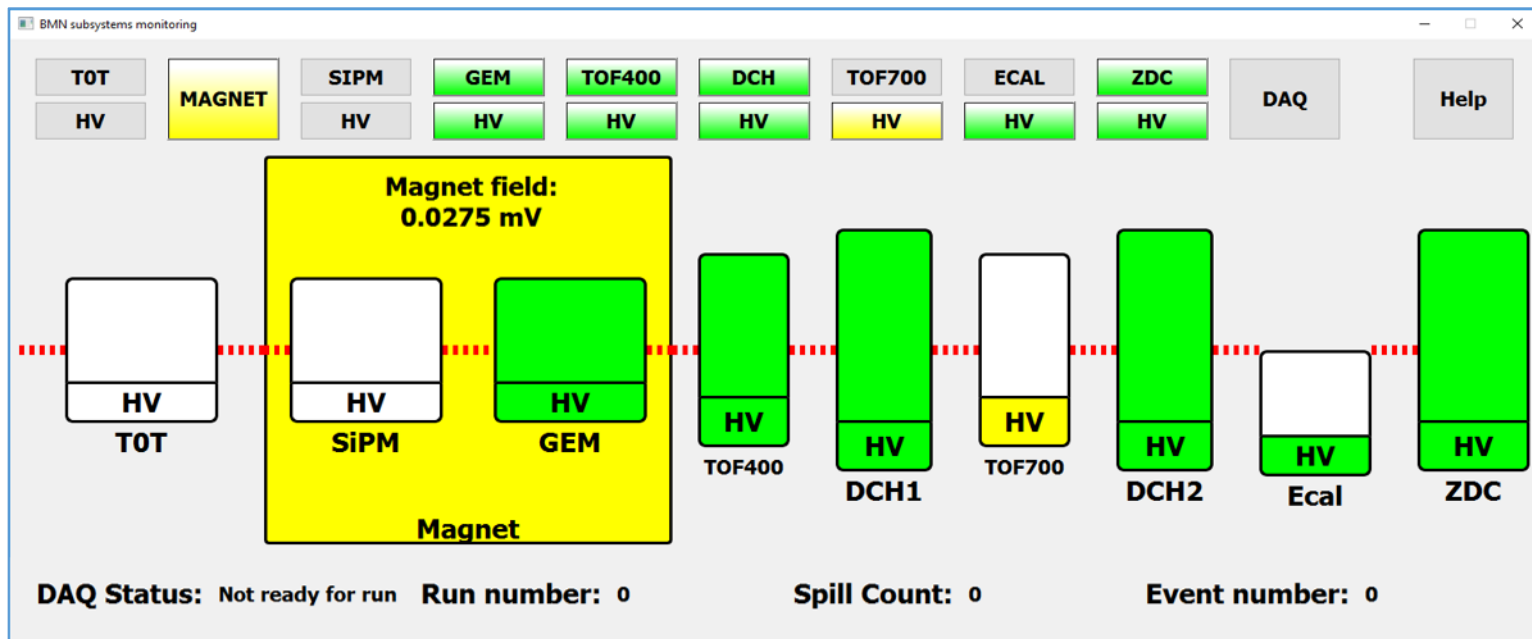 BMN subsystems monitoring
T0T
MAGNET
SIPM
GEM
TOF400
DCH
TOF700
ECAL
ZDC
DAQ
Help
HV
HV
HV
HV
HV
HV
HV
HV
Magnet field:
0.0275 mV
HV
T0T
HV
SiPM
HV
GEM
HV
TOF400
HV
DCH1
HV
TOF700
HV
DCH2
HV
Ecal
HV
ZDC
Magnet
DAQ Status: Not ready for run Run number: 0 Spill Count: 0 Event number: 0